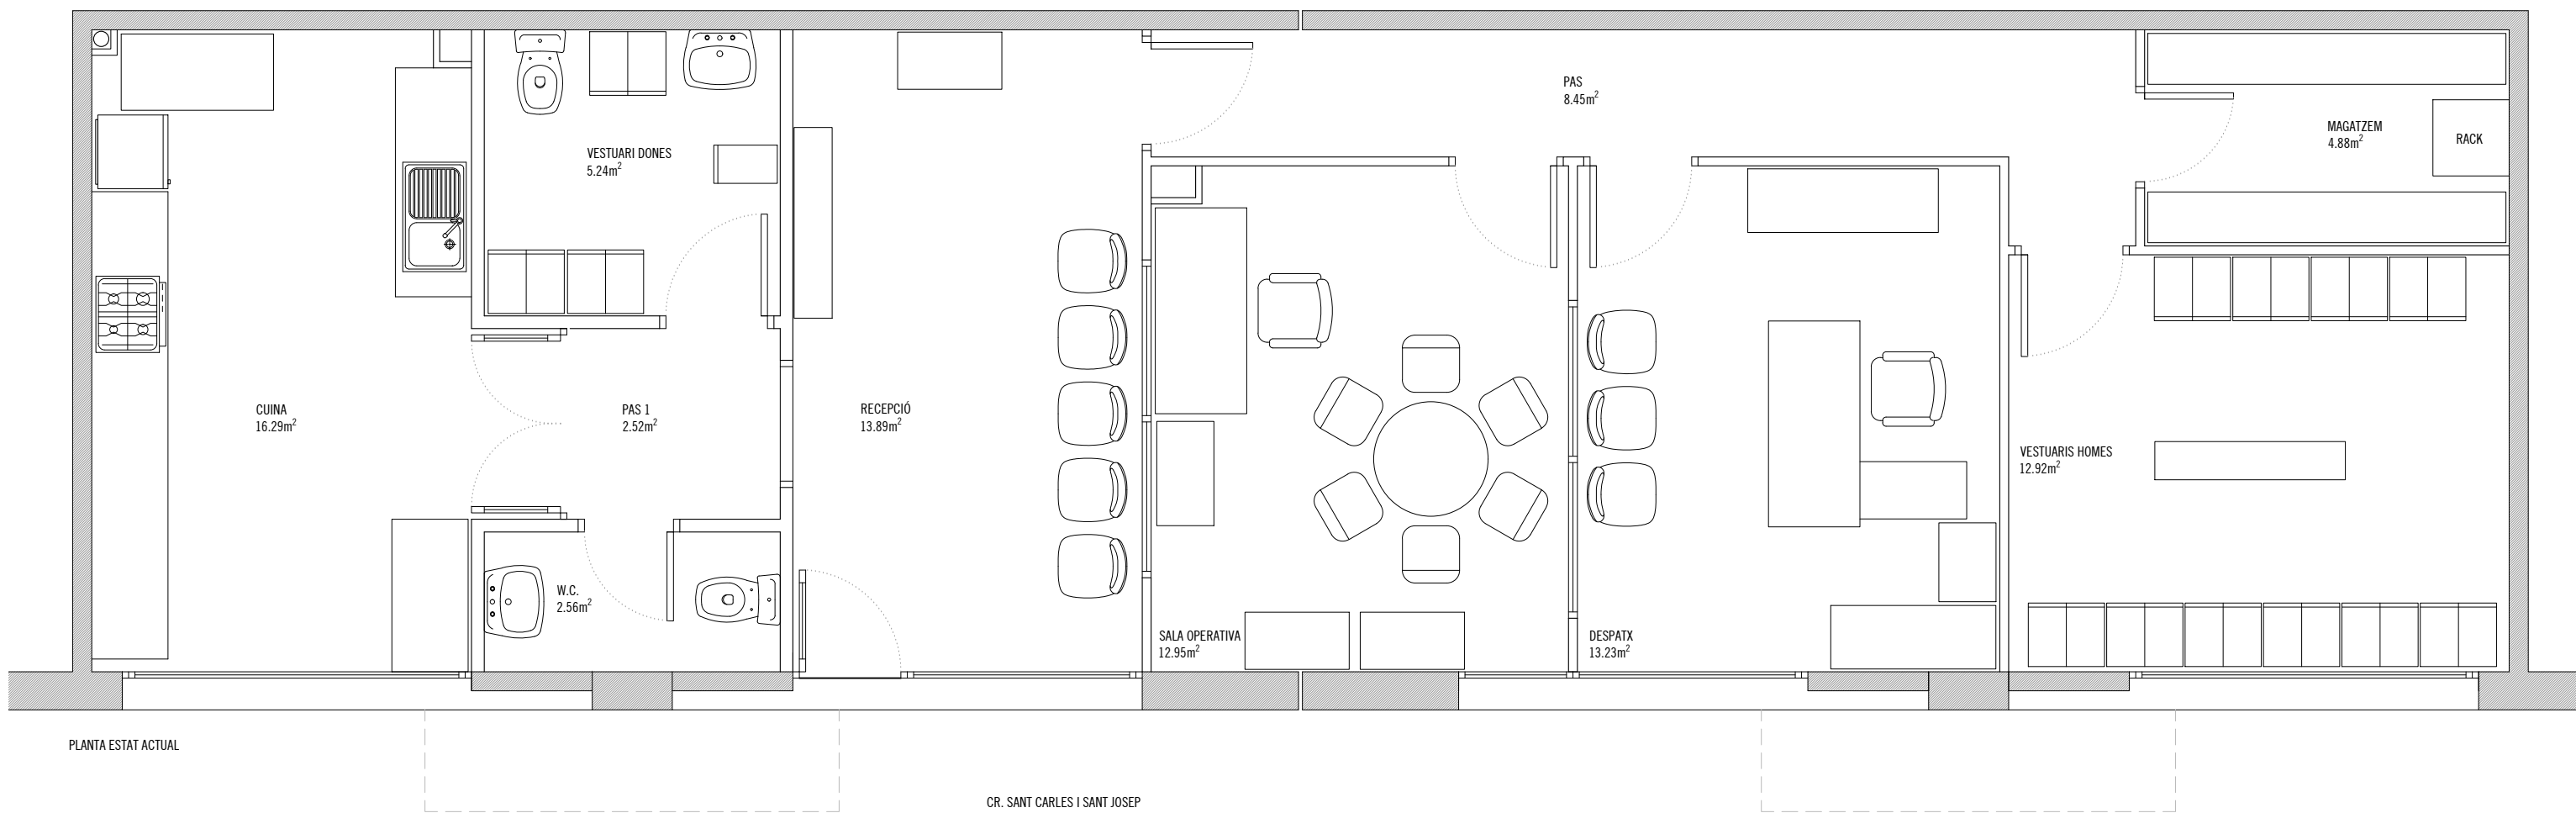 PAS
8.45m²
MAGATZEM
4.88m²
RACK
VESTUARI DONES
5.24m²
CUINA
16.29m²
PAS 1
2.52m²
RECEPCIÓ
13.89m²
VESTUARIS HOMES
12.92m²
W.C.
2.56m²
SALA OPERATIVA
12.95m²
DESPATX
13.23m²
PLANTA ESTAT ACTUAL
CR. SANT CARLES I SANT JOSEP